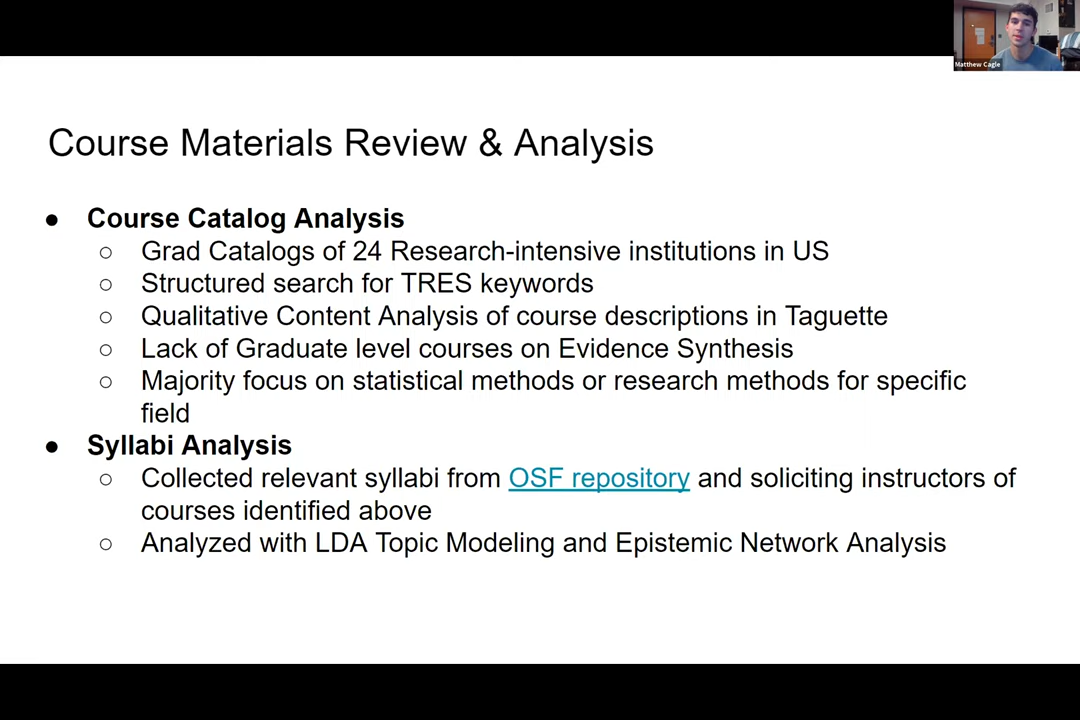 Matthew Cagle
Course Materials Review & Analysis
● Course Catalog Analysis
○ Grad Catalogs of 24 Research-intensive institutions in US
○ Structured search for TRES keywords
○ Qualitative Content Analysis of course descriptions in Taguette
○ Lack of Graduate level courses on Evidence Synthesis
○ Majority focus on statistical methods or research methods for specific
field
● Syllabi Analysis
○ Collected relevant syllabi from OSF repository and soliciting instructors of
courses identified above
○ Analyzed with LDA Topic Modeling and Epistemic Network Analysis